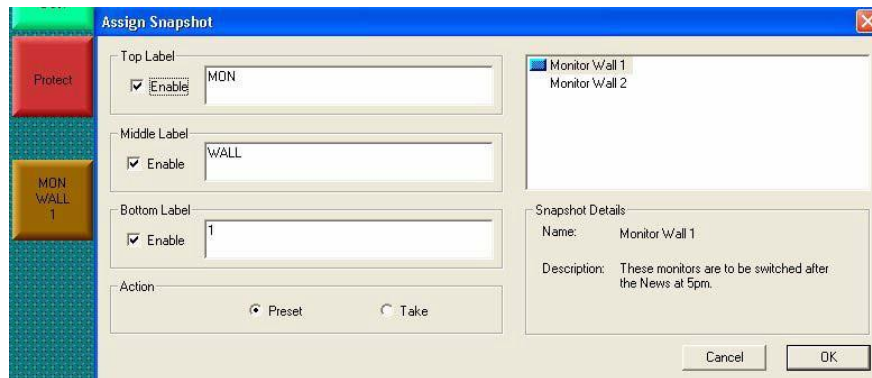 Assign Snapshot
Protect
MON
WALL
1
Top Label
Enable
MON
Middle Label
Enable
WALL
Bottom Label
Enable
1
Action
Preset
Take
Monitor Wall 1
Monitor Wall 2
Snapshot Details
Name: Monitor Wall 1
Description: These monitors are to be switched after
the News at 5pm.
Cancel
OK